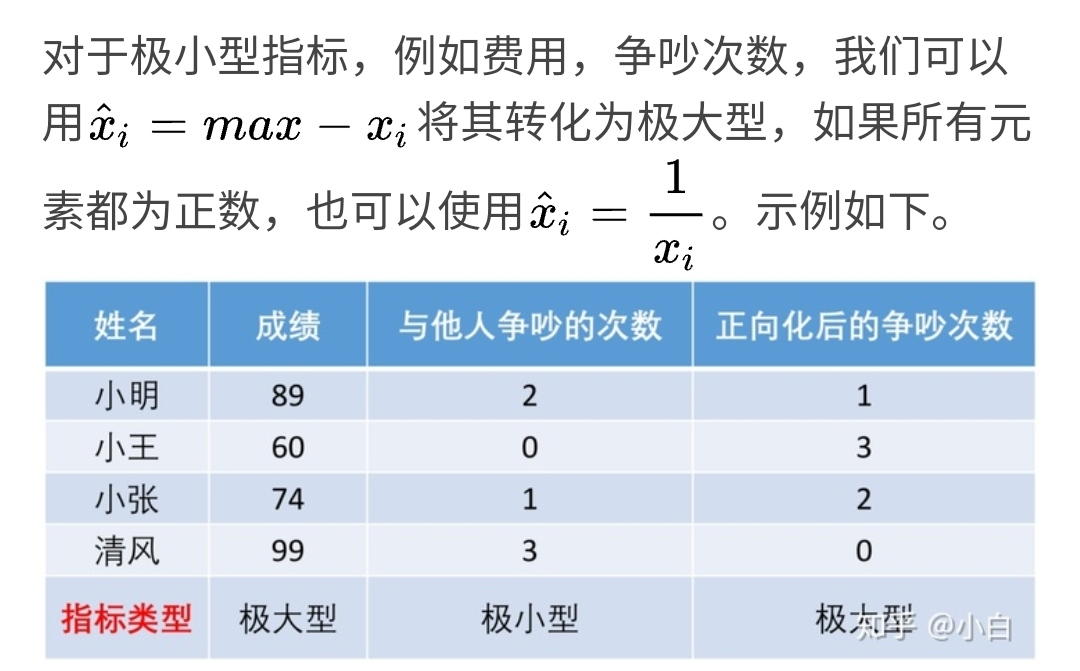 对于极小型指标，例如费用，争吵次数，我们可以
用 x̂ᵢ = max − xᵢ 将其转化为极大型，如果所有元
素都为正数，也可以使用 x̂ᵢ = 1/xᵢ 。示例如下。
姓名 成绩 与他人争吵的次数 正向化后的争吵次数
小明 89 2 1
小王 60 0 3
小张 74 1 2
清风 99 3 0
指标类型 极大型 极小型 极大型
知乎 @小白